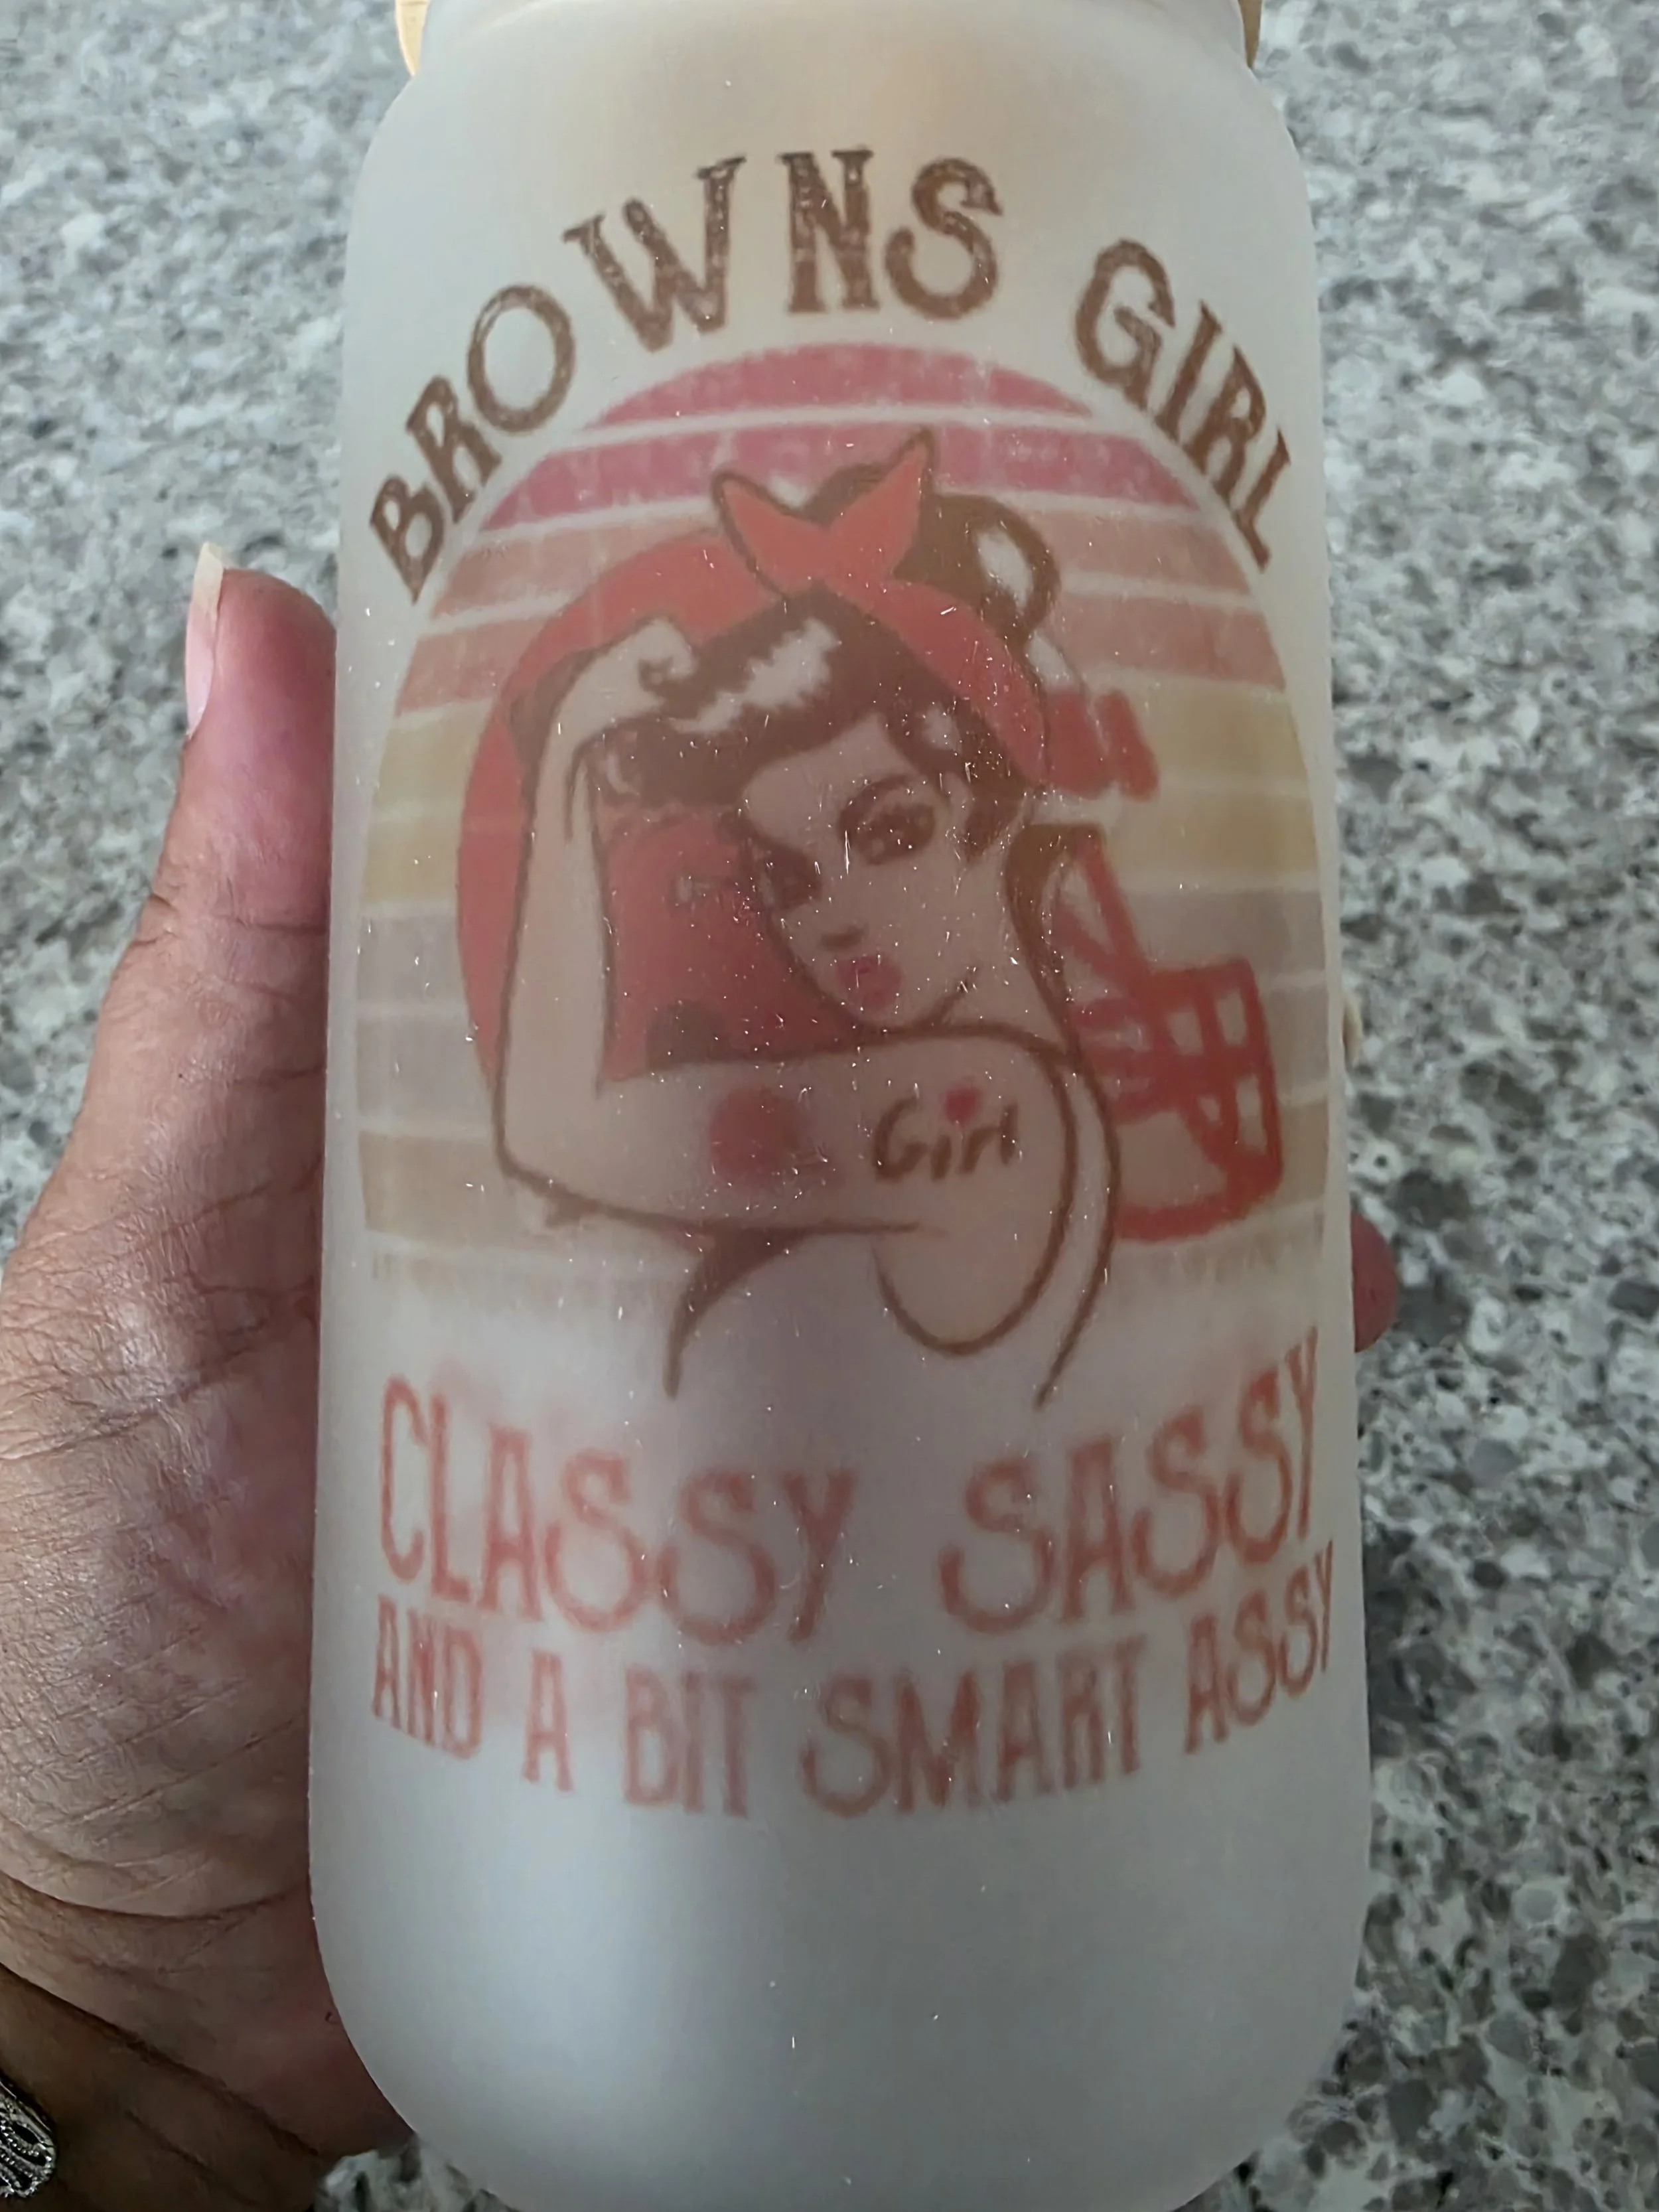 BROWNS GIRL
Girl
CLASSY SASSY
AND A BIT SMART ASSY